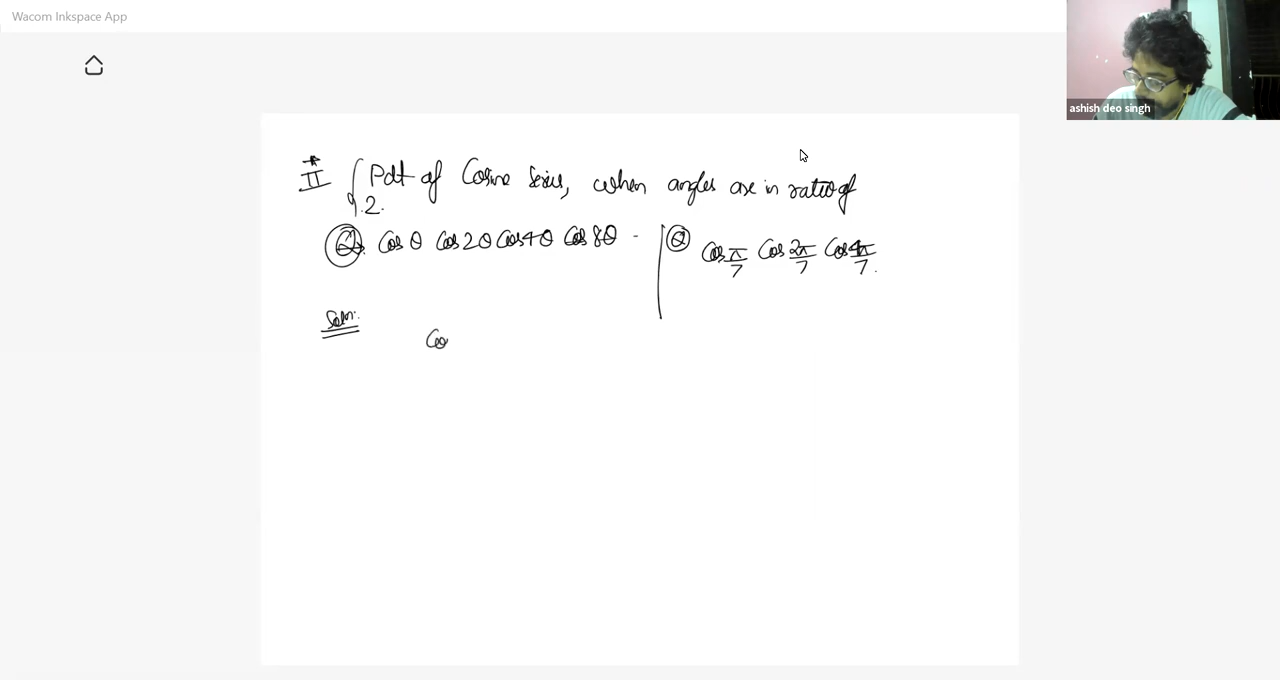 Wacom Inkspace App
ashish deo singh
II Pdt of Cosine Series, when angles are in ratio of
2.
Q. Cos θ Cos 2θ Cos 4θ Cos 8θ -
Q Cos π/7 Cos 2π/7 Cos 4π/7.
Soln:
Cos